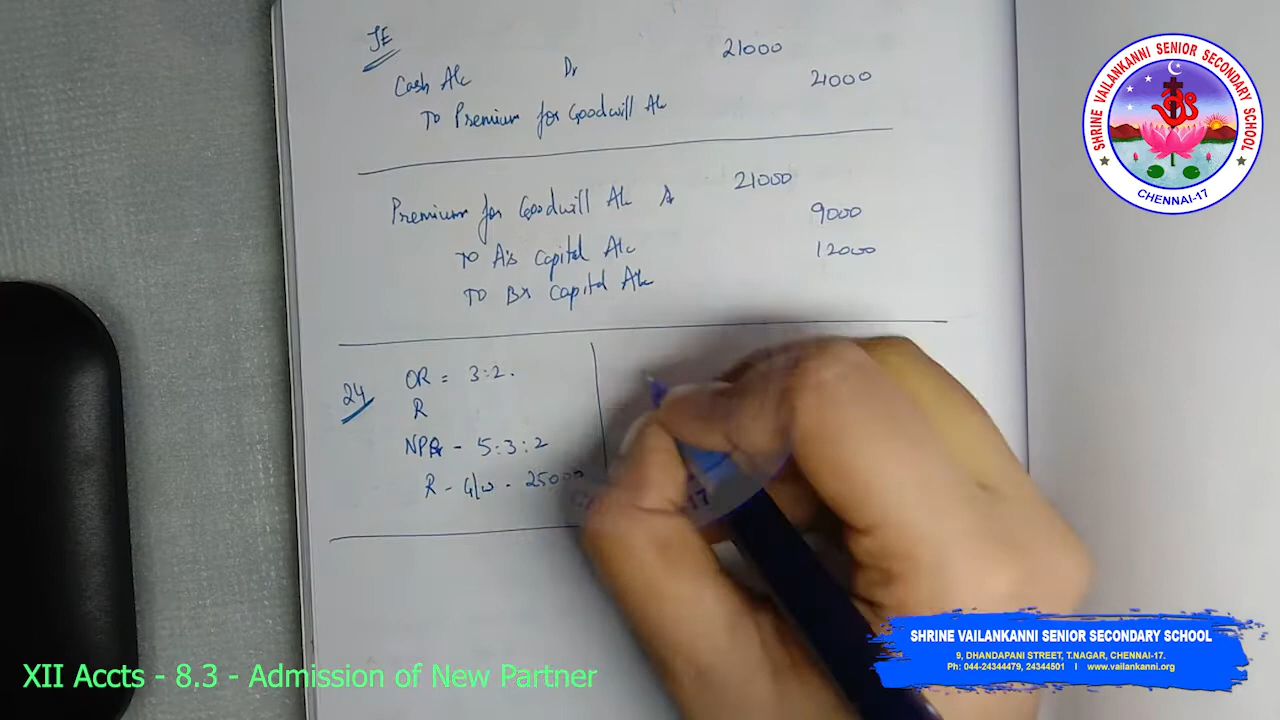 JE
Cash A/c Dr 21000
To Premium for Goodwill A/c 21000
Premium for Goodwill A/c Dr 21000
To A's Capital A/c 9000
To B's Capital A/c 12000
24 OR = 3:2.
R
NPR - 5:3:2
R - G/W - 25000
SHRINE VAILANKANNI SENIOR SECONDARY SCHOOL
CHENNAI-17
SHRINE VAILANKANNI SENIOR SECONDARY SCHOOL
9, DHANDAPANI STREET, T.NAGAR, CHENNAI-17.
Ph: 044-24344479, 24344501 I www.vailankanni.org
XII Accts - 8.3 - Admission of New Partner